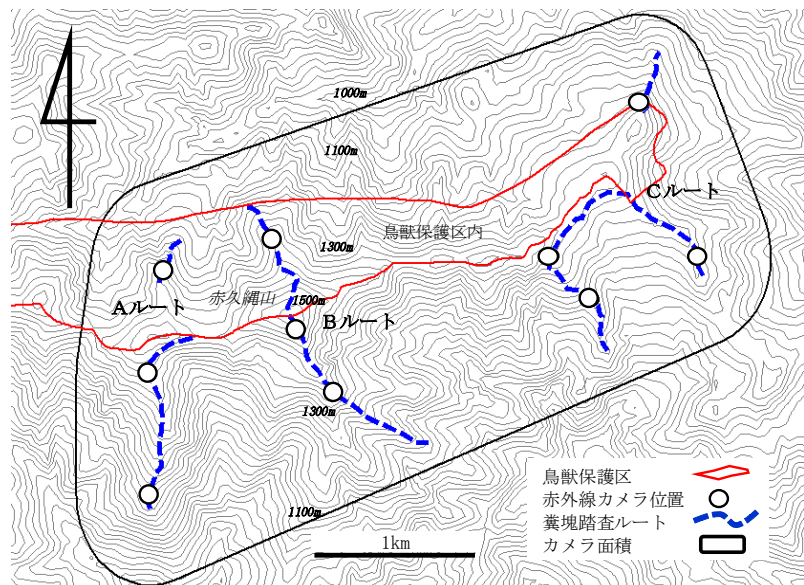 1000m
1100m
Cルート
鳥獣保護区内
1300m
Aルート
赤久縄山
1500m
Bルート
1300m
1100m
1km
鳥獣保護区
赤外線カメラ位置
糞塊踏査ルート
カメラ面積